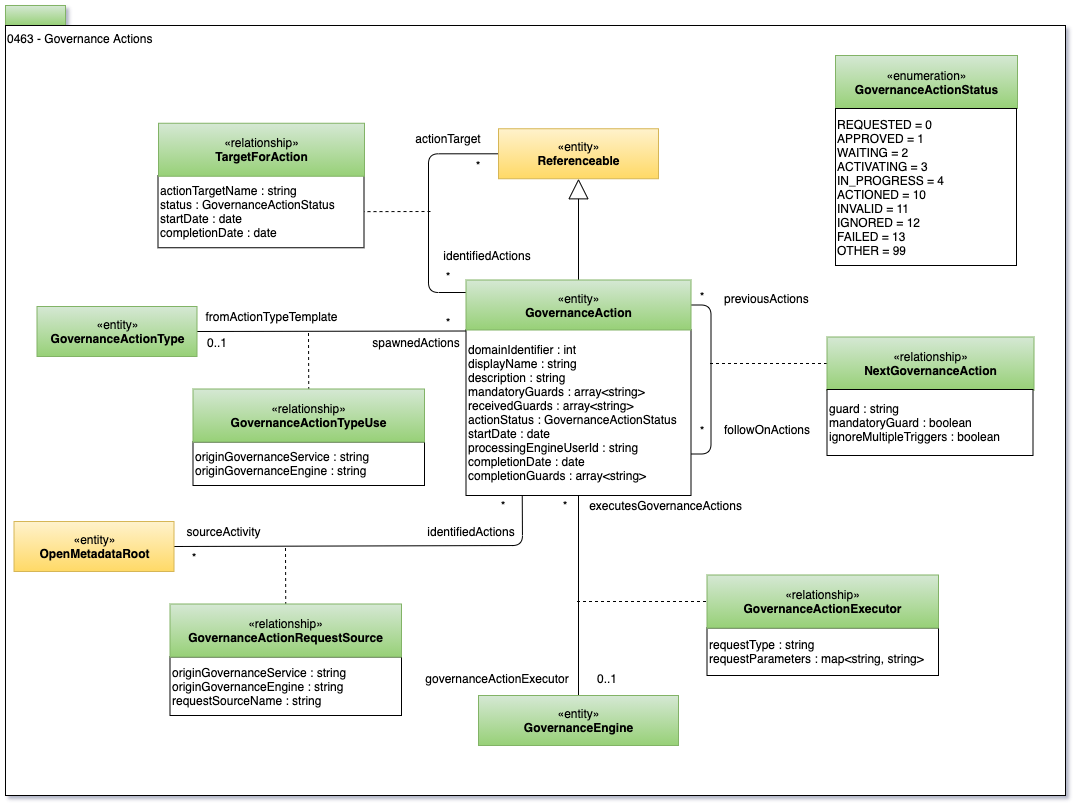 0463 - Governance Actions
«enumeration»
GovernanceActionStatus
REQUESTED = 0
APPROVED = 1
WAITING = 2
ACTIVATING = 3
IN_PROGRESS = 4
ACTIONED = 10
INVALID = 11
IGNORED = 12
FAILED = 13
OTHER = 99
«relationship»
TargetForAction
actionTargetName : string
status : GovernanceActionStatus
startDate : date
completionDate : date
actionTarget
*
«entity»
Referenceable
identifiedActions
*
«entity»
GovernanceActionType
fromActionTypeTemplate
0..1
*
spawnedActions
«entity»
GovernanceAction
domainIdentifier : int
displayName : string
description : string
mandatoryGuards : array<string>
receivedGuards : array<string>
actionStatus : GovernanceActionStatus
startDate : date
processingEngineUserId : string
completionDate : date
completionGuards : array<string>
*
previousActions
*
followOnActions
«relationship»
NextGovernanceAction
guard : string
mandatoryGuard : boolean
ignoreMultipleTriggers : boolean
«relationship»
GovernanceActionTypeUse
originGovernanceService : string
originGovernanceEngine : string
*
*
executesGovernanceActions
«entity»
OpenMetadataRoot
sourceActivity
*
identifiedActions
«relationship»
GovernanceActionRequestSource
originGovernanceService : string
originGovernanceEngine : string
requestSourceName : string
«relationship»
GovernanceActionExecutor
requestType : string
requestParameters : map<string, string>
governanceActionExecutor
0..1
«entity»
GovernanceEngine